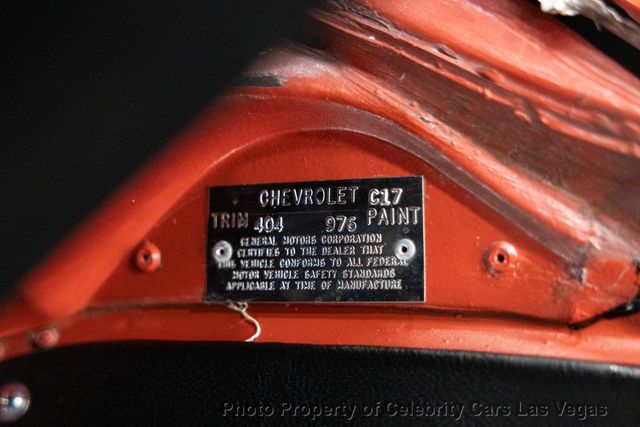 CHEVROLET C17
TRIM 404 976 PAINT
GENERAL MOTORS CORPORATION
CERTIFIES TO THE DEALER THAT
THIS VEHICLE CONFORMS TO ALL FEDERAL
MOTOR VEHICLE SAFETY STANDARDS
APPLICABLE AT TIME OF MANUFACTURE
Photo Property of Celebrity Cars Las Vegas